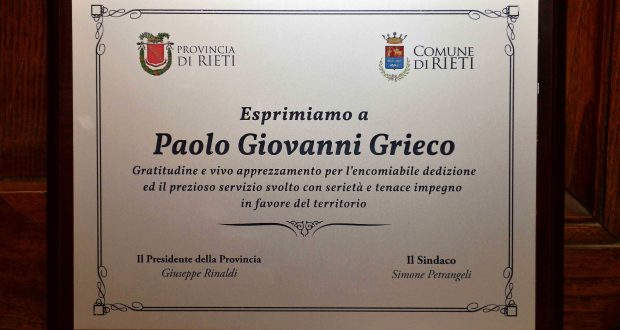 PROVINCIA
DI RIETI
COMUNE
DI RIETI
Esprimiamo a
Paolo Giovanni Grieco
Gratitudine e vivo apprezzamento per l'encomiabile dedizione
ed il prezioso servizio svolto con serietà e tenace impegno
in favore del territorio
Il Presidente della Provincia
Giuseppe Rinaldi
Il Sindaco
Simone Petrangeli